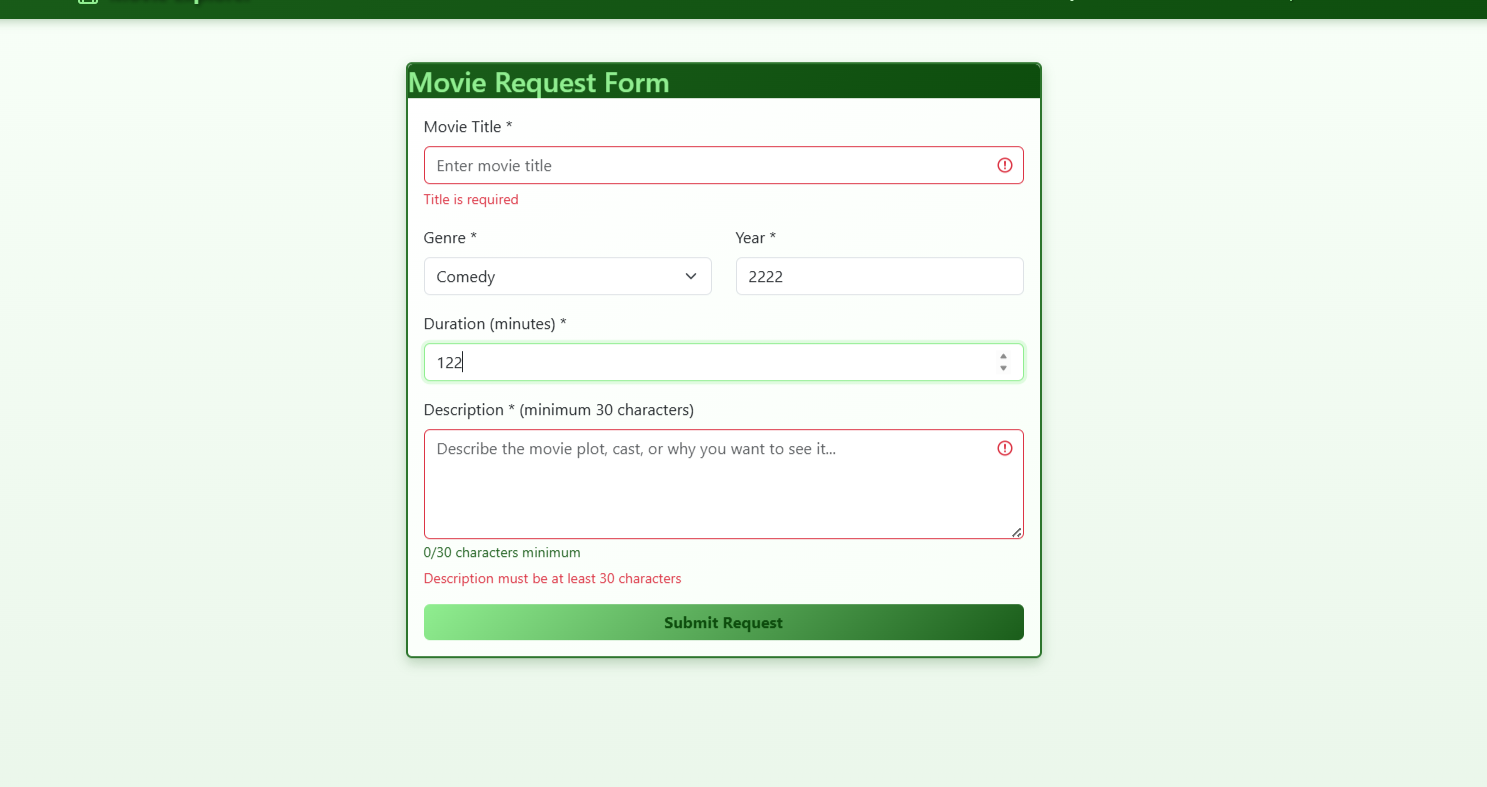 Movie Request Form
Movie Title *
Enter movie title
Title is required
Genre * Year *
Comedy 2222
Duration (minutes) *
122
Description * (minimum 30 characters)
Describe the movie plot, cast, or why you want to see it...
0/30 characters minimum
Description must be at least 30 characters
Submit Request